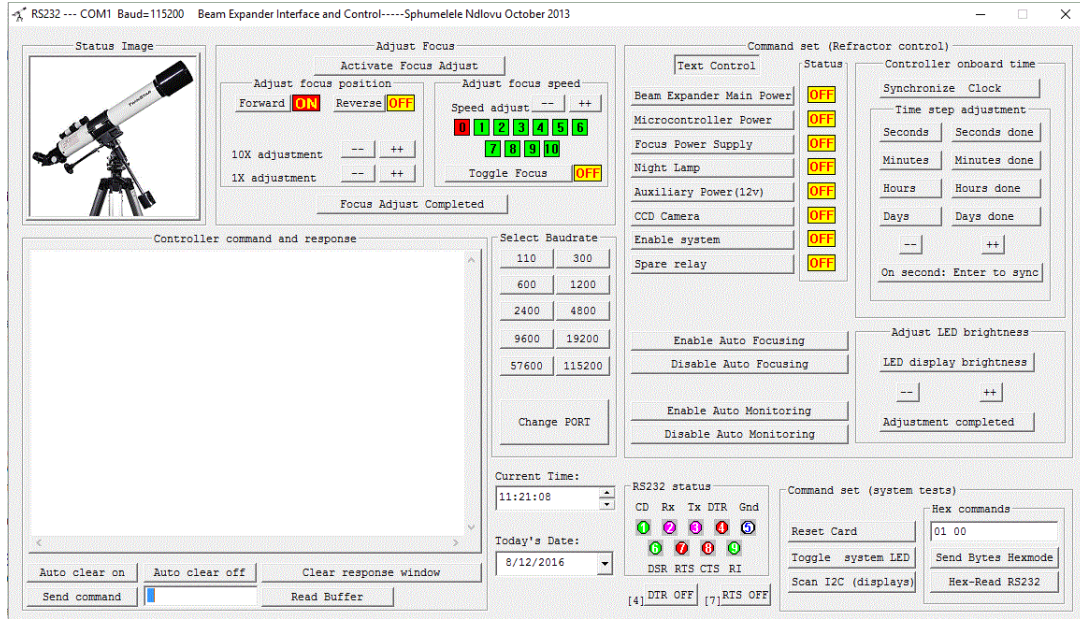 RS232 --- COM1 Baud=115200 Beam Expander Interface and Control-----Sphumelele Ndlovu October 2013
Status Image
Adjust Focus
Activate Focus Adjust
Adjust focus position
Forward ON Reverse OFF
10X adjustment -- ++
1X adjustment -- ++
Adjust focus speed
Speed adjust -- ++
0 1 2 3 4 5 6
7 8 9 10
Toggle Focus OFF
Focus Adjust Completed
Command set (Refractor control)
Text Control
Status
Beam Expander Main Power OFF
Microcontroller Power OFF
Focus Power Supply OFF
Night Lamp OFF
Auxiliary Power(12v) OFF
CCD Camera OFF
Enable system OFF
Spare relay OFF
Enable Auto Focusing
Disable Auto Focusing
Enable Auto Monitoring
Disable Auto Monitoring
Controller onboard time
Synchronize Clock
Time step adjustment
Seconds Seconds done
Minutes Minutes done
Hours Hours done
Days Days done
-- ++
On second: Enter to sync
Adjust LED brightness
LED display brightness
-- ++
Adjustment completed
Controller command and response
Auto clear on Auto clear off Clear response window
Send command Read Buffer
Select Baudrate
110 300
600 1200
2400 4800
9600 19200
57600 115200
Change PORT
Current Time:
11:21:08
Today's Date:
8/12/2016
RS232 status
CD Rx Tx DTR Gnd
1 2 3 4 5
6 7 8 9
DSR RTS CTS RI
[4] DTR OFF [7] RTS OFF
Command set (system tests)
Reset Card
Toggle system LED
Scan I2C (displays)
Hex commands
01 00
Send Bytes Hexmode
Hex-Read RS232